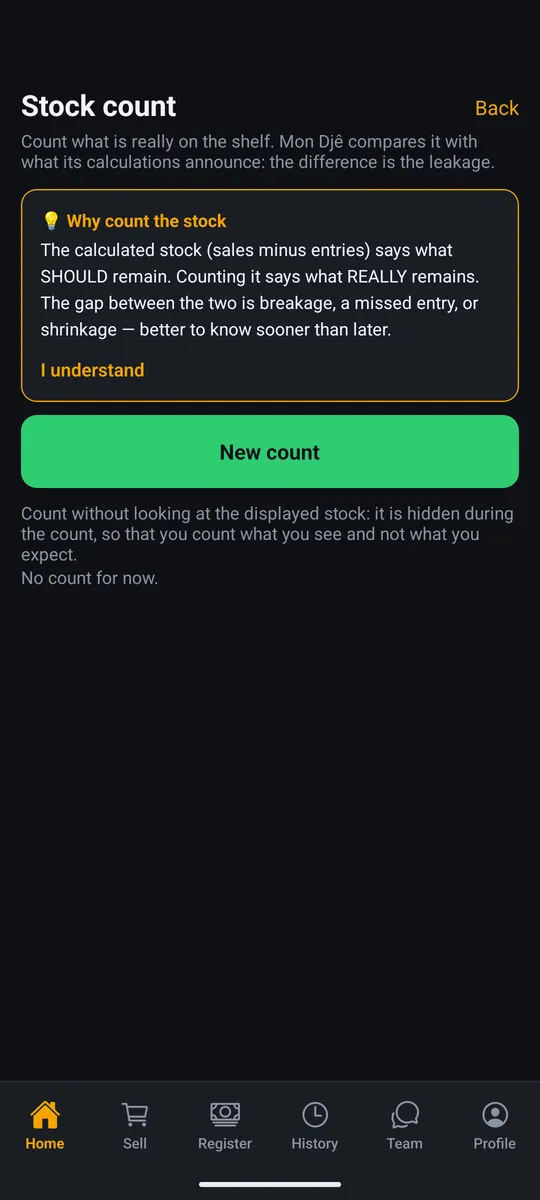 Stock count
Back
Count what is really on the shelf. Mon Djê compares it with
what its calculations announce: the difference is the leakage.
💡 Why count the stock
The calculated stock (sales minus entries) says what
SHOULD remain. Counting it says what REALLY remains.
The gap between the two is breakage, a missed entry, or
shrinkage — better to know sooner than later.
I understand
New count
Count without looking at the displayed stock: it is hidden during
the count, so that you count what you see and not what you
expect.
No count for now.
Home
Sell
Register
History
Team
Profile